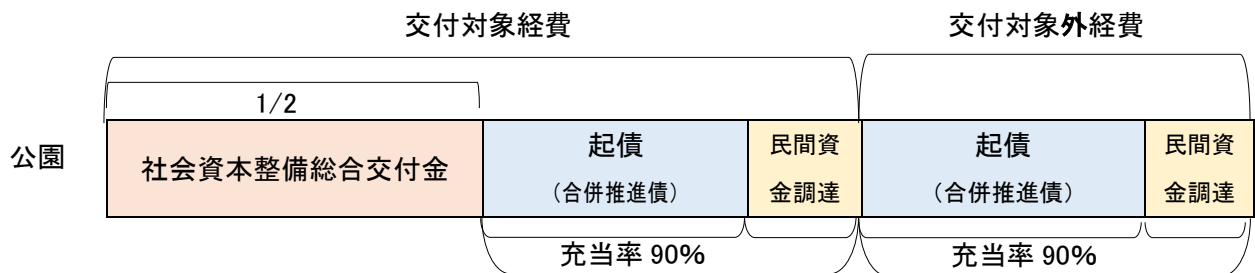 交付対象経費
交付対象外経費
1/2
公園
社会資本整備総合交付金
起債
(合併推進債)
民間資
金調達
起債
(合併推進債)
民間資
金調達
充当率 90%
充当率 90%